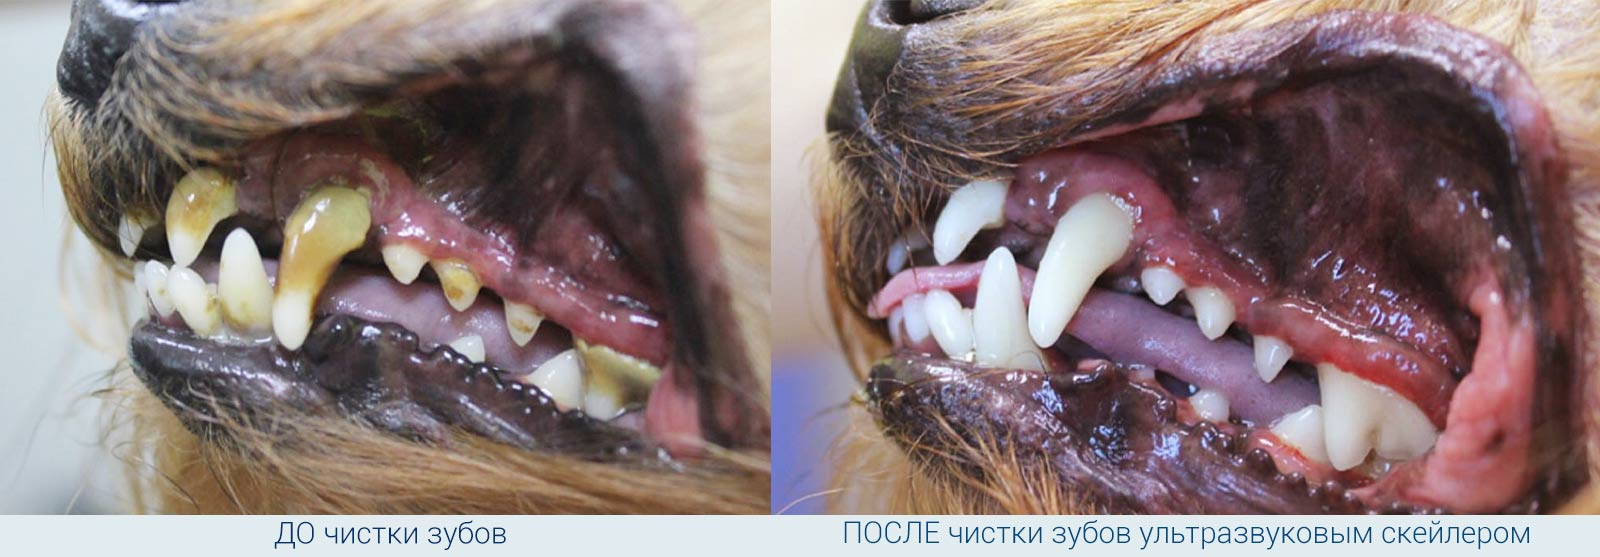 ДО чистки зубов
ПОСЛЕ чистки зубов ультразвуковым скейлером